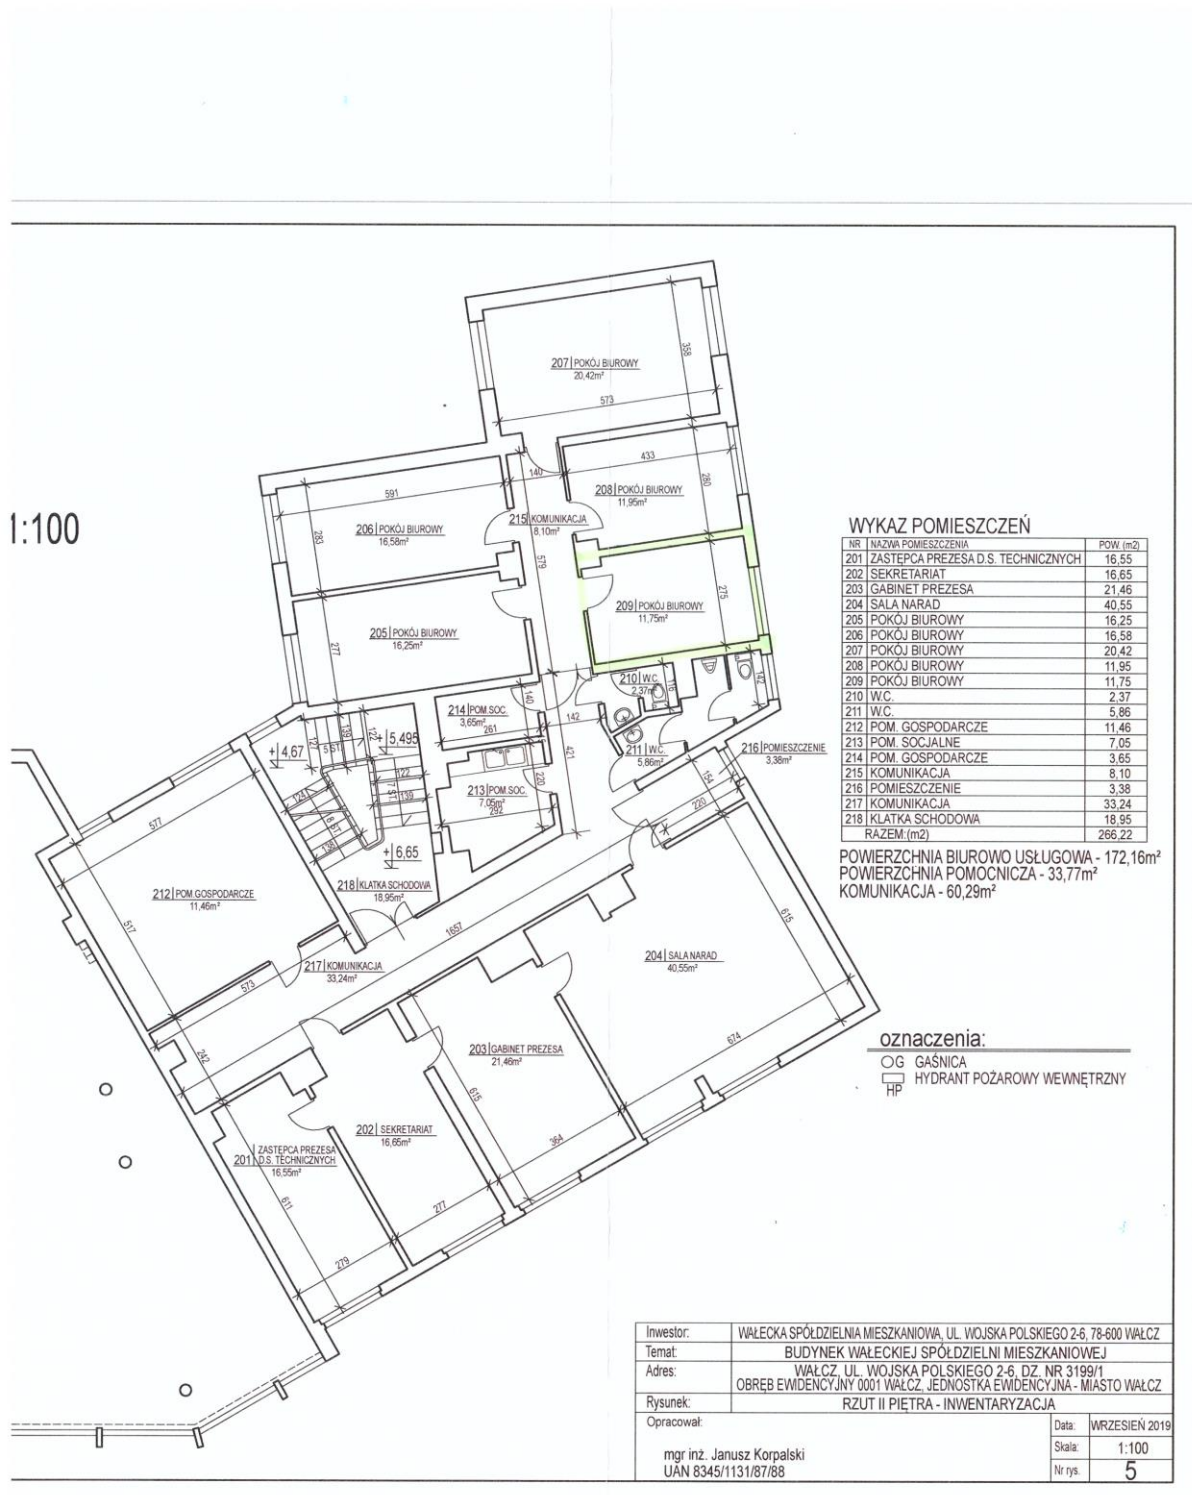 1:100
207 POKÓJ BIUROWY
20,42m²
358
573
433
140
280
591
208 POKÓJ BIUROWY
11,95m²
206 POKÓJ BIUROWY
16,58m²
283
215 KOMUNIKACJA
8,10m²
579
275
209 POKÓJ BIUROWY
11,75m²
205 POKÓJ BIUROWY
16,25m²
277
210 W.C.
2,37m²
116
142
140
214 POM.SOC.
3,65m²
261
142
127
139
5 ST.
122
+5,495
+4,67
421
211 W.C.
5,86m²
216 POMIESZCZENIE
3,38m²
154
220
220
213 POM.SOC.
7,05m²
292
122
7 ST.
139
124
8 ST.
138
+6,65
577
218 KLATKA SCHODOWA
18,95m²
212 POM.GOSPODARCZE
11,46m²
517
1657
615
204 SALA NARAD
40,55m²
217 KOMUNIKACJA
33,24m²
573
242
674
203 GABINET PREZESA
21,46m²
615
364
202 SEKRETARIAT
16,65m²
277
201 ZASTĘPCA PREZESA
D.S. TECHNICZNYCH
16,55m²
611
279
WYKAZ POMIESZCZEŃ
NR NAZWA POMIESZCZENIA POW. (m2)
201 ZASTĘPCA PREZESA D.S. TECHNICZNYCH 16,55
202 SEKRETARIAT 16,65
203 GABINET PREZESA 21,46
204 SALA NARAD 40,55
205 POKÓJ BIUROWY 16,25
206 POKÓJ BIUROWY 16,58
207 POKÓJ BIUROWY 20,42
208 POKÓJ BIUROWY 11,95
209 POKÓJ BIUROWY 11,75
210 W.C. 2,37
211 W.C. 5,86
212 POM. GOSPODARCZE 11,46
213 POM. SOCJALNE 7,05
214 POM. GOSPODARCZE 3,65
215 KOMUNIKACJA 8,10
216 POMIESZCZENIE 3,38
217 KOMUNIKACJA 33,24
218 KLATKA SCHODOWA 18,95
RAZEM:(m2) 266,22
POWIERZCHNIA BIUROWO USŁUGOWA - 172,16m²
POWIERZCHNIA POMOCNICZA - 33,77m²
KOMUNIKACJA - 60,29m²
oznaczenia:
G GAŚNICA
HYDRANT POŻAROWY WEWNĘTRZNY
HP
Inwestor: WAŁECKA SPÓŁDZIELNIA MIESZKANIOWA, UL. WOJSKA POLSKIEGO 2-6, 78-600 WAŁCZ
Temat: BUDYNEK WAŁECKIEJ SPÓŁDZIELNI MIESZKANIOWEJ
Adres: WAŁCZ, UL. WOJSKA POLSKIEGO 2-6, DZ. NR 3199/1
OBRĘB EWIDENCYJNY 0001 WAŁCZ, JEDNOSTKA EWIDENCYJNA - MIASTO WAŁCZ
Rysunek: RZUT II PIĘTRA - INWENTARYZACJA
Opracował:
mgr inż. Janusz Korpalski
UAN 8345/1131/87/88
Data: WRZESIEŃ 2019
Skala: 1:100
Nr rys. 5